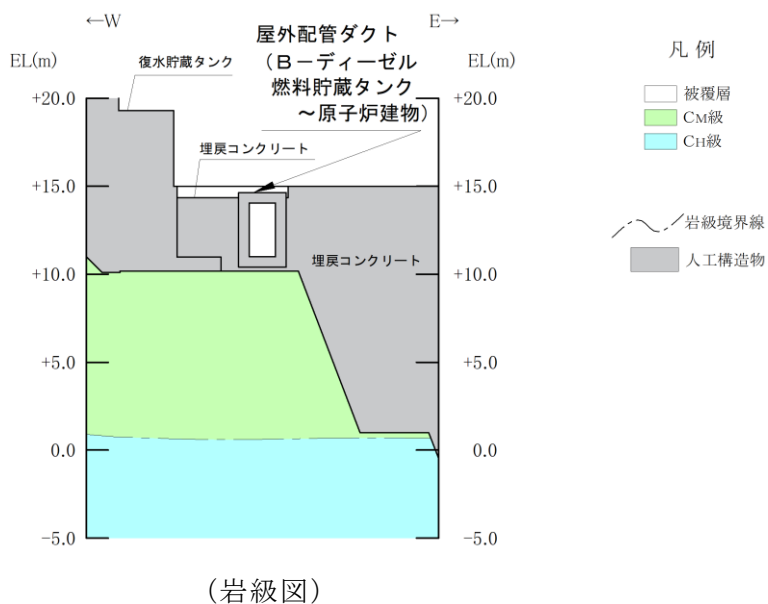 ←W
E→
屋外配管ダクト
（B－ディーゼル
燃料貯蔵タンク
～原子炉建物）
EL(m)
復水貯蔵タンク
EL(m)
+20.0
+20.0
埋戻コンクリート
+15.0
+15.0
埋戻コンクリート
+10.0
+10.0
+5.0
+5.0
0.0
0.0
−5.0
−5.0
(岩級図)
凡 例
被覆層
CM級
CH級
岩級境界線
人工構造物